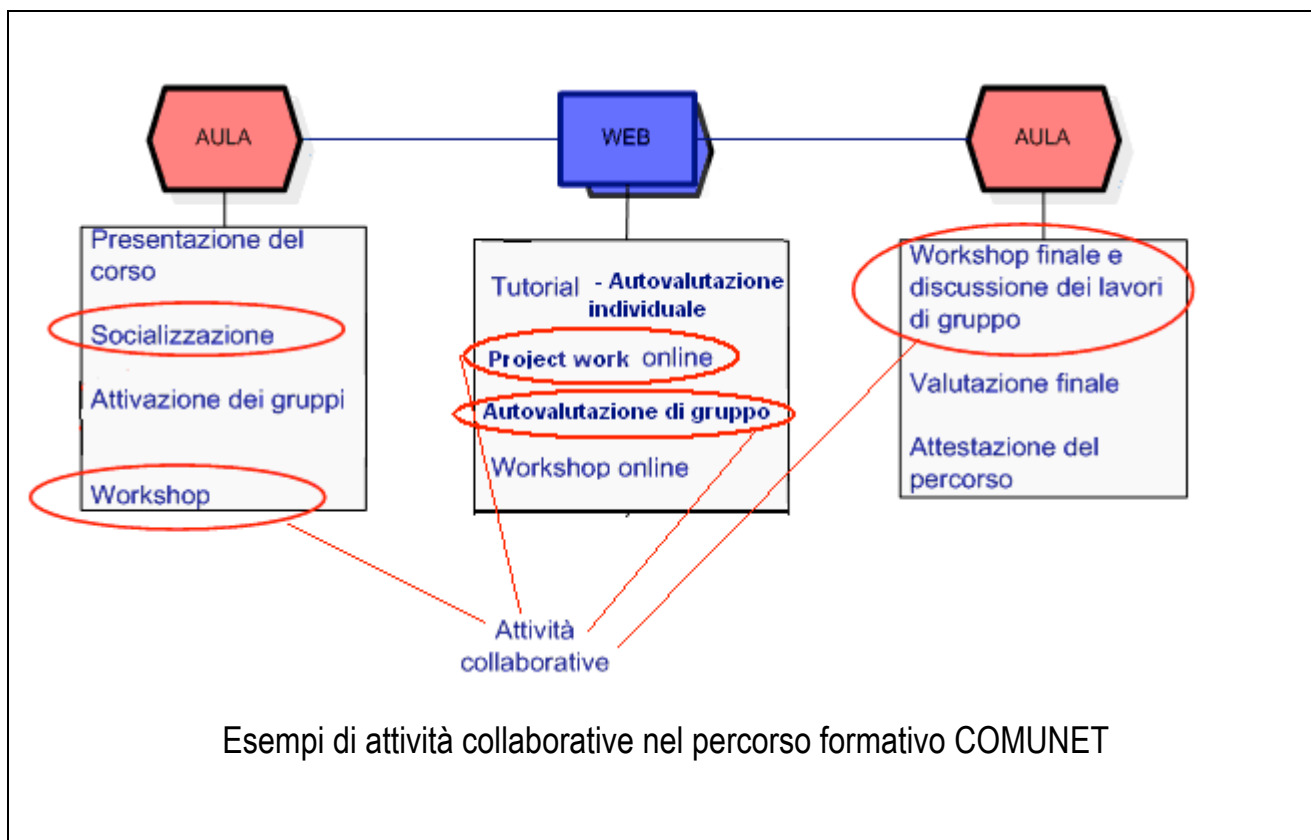 AULA
WEB
AULA
Presentazione del
corso
Socializzazione
Attivazione dei gruppi
Workshop
Tutorial - Autovalutazione
individuale
Project work online
Autovalutazione di gruppo
Workshop online
Workshop finale e
discussione dei lavori
di gruppo
Valutazione finale
Attestazione del
percorso
Attività
collaborative
Esempi di attività collaborative nel percorso formativo COMUNET